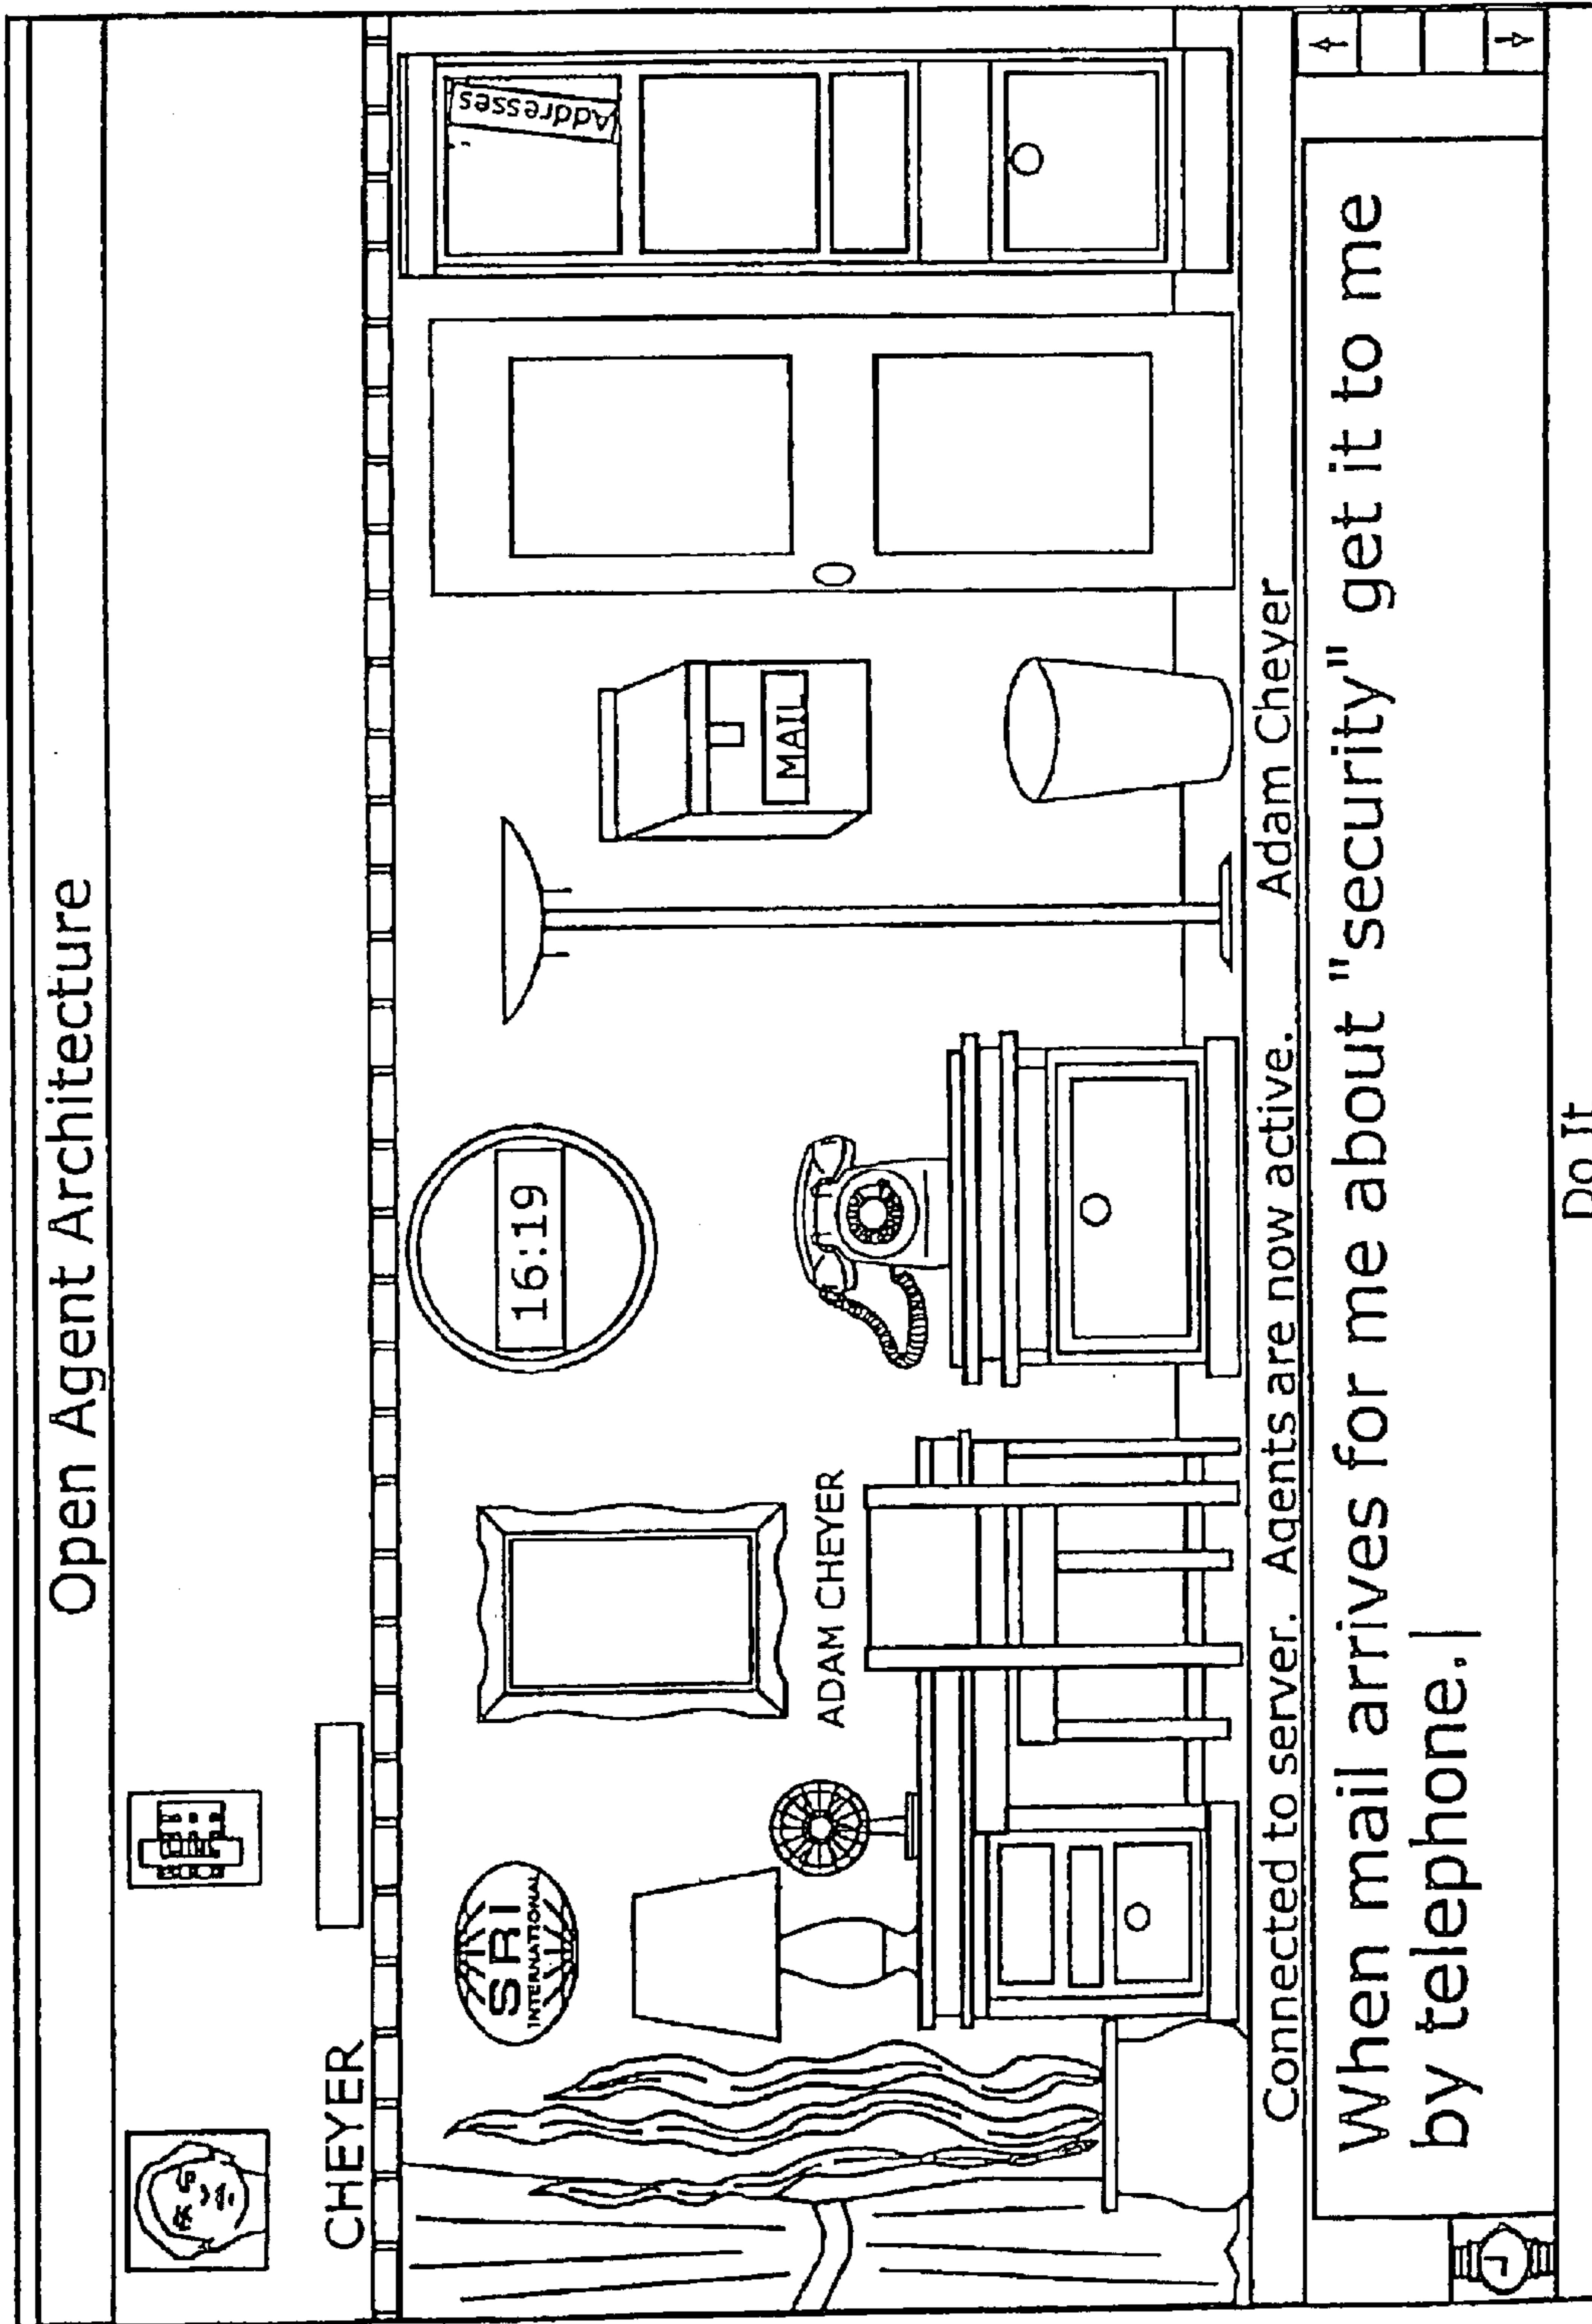 Open Agent Architecture
CHEYER
SRI
INTERNATIONAL
ADAM CHEYER
16:19
MAIL
Addresses
Connected to server. Agents are now active. Adam Cheyer
When mail arrives for me about "security" get it to me
by telephone.
Do It